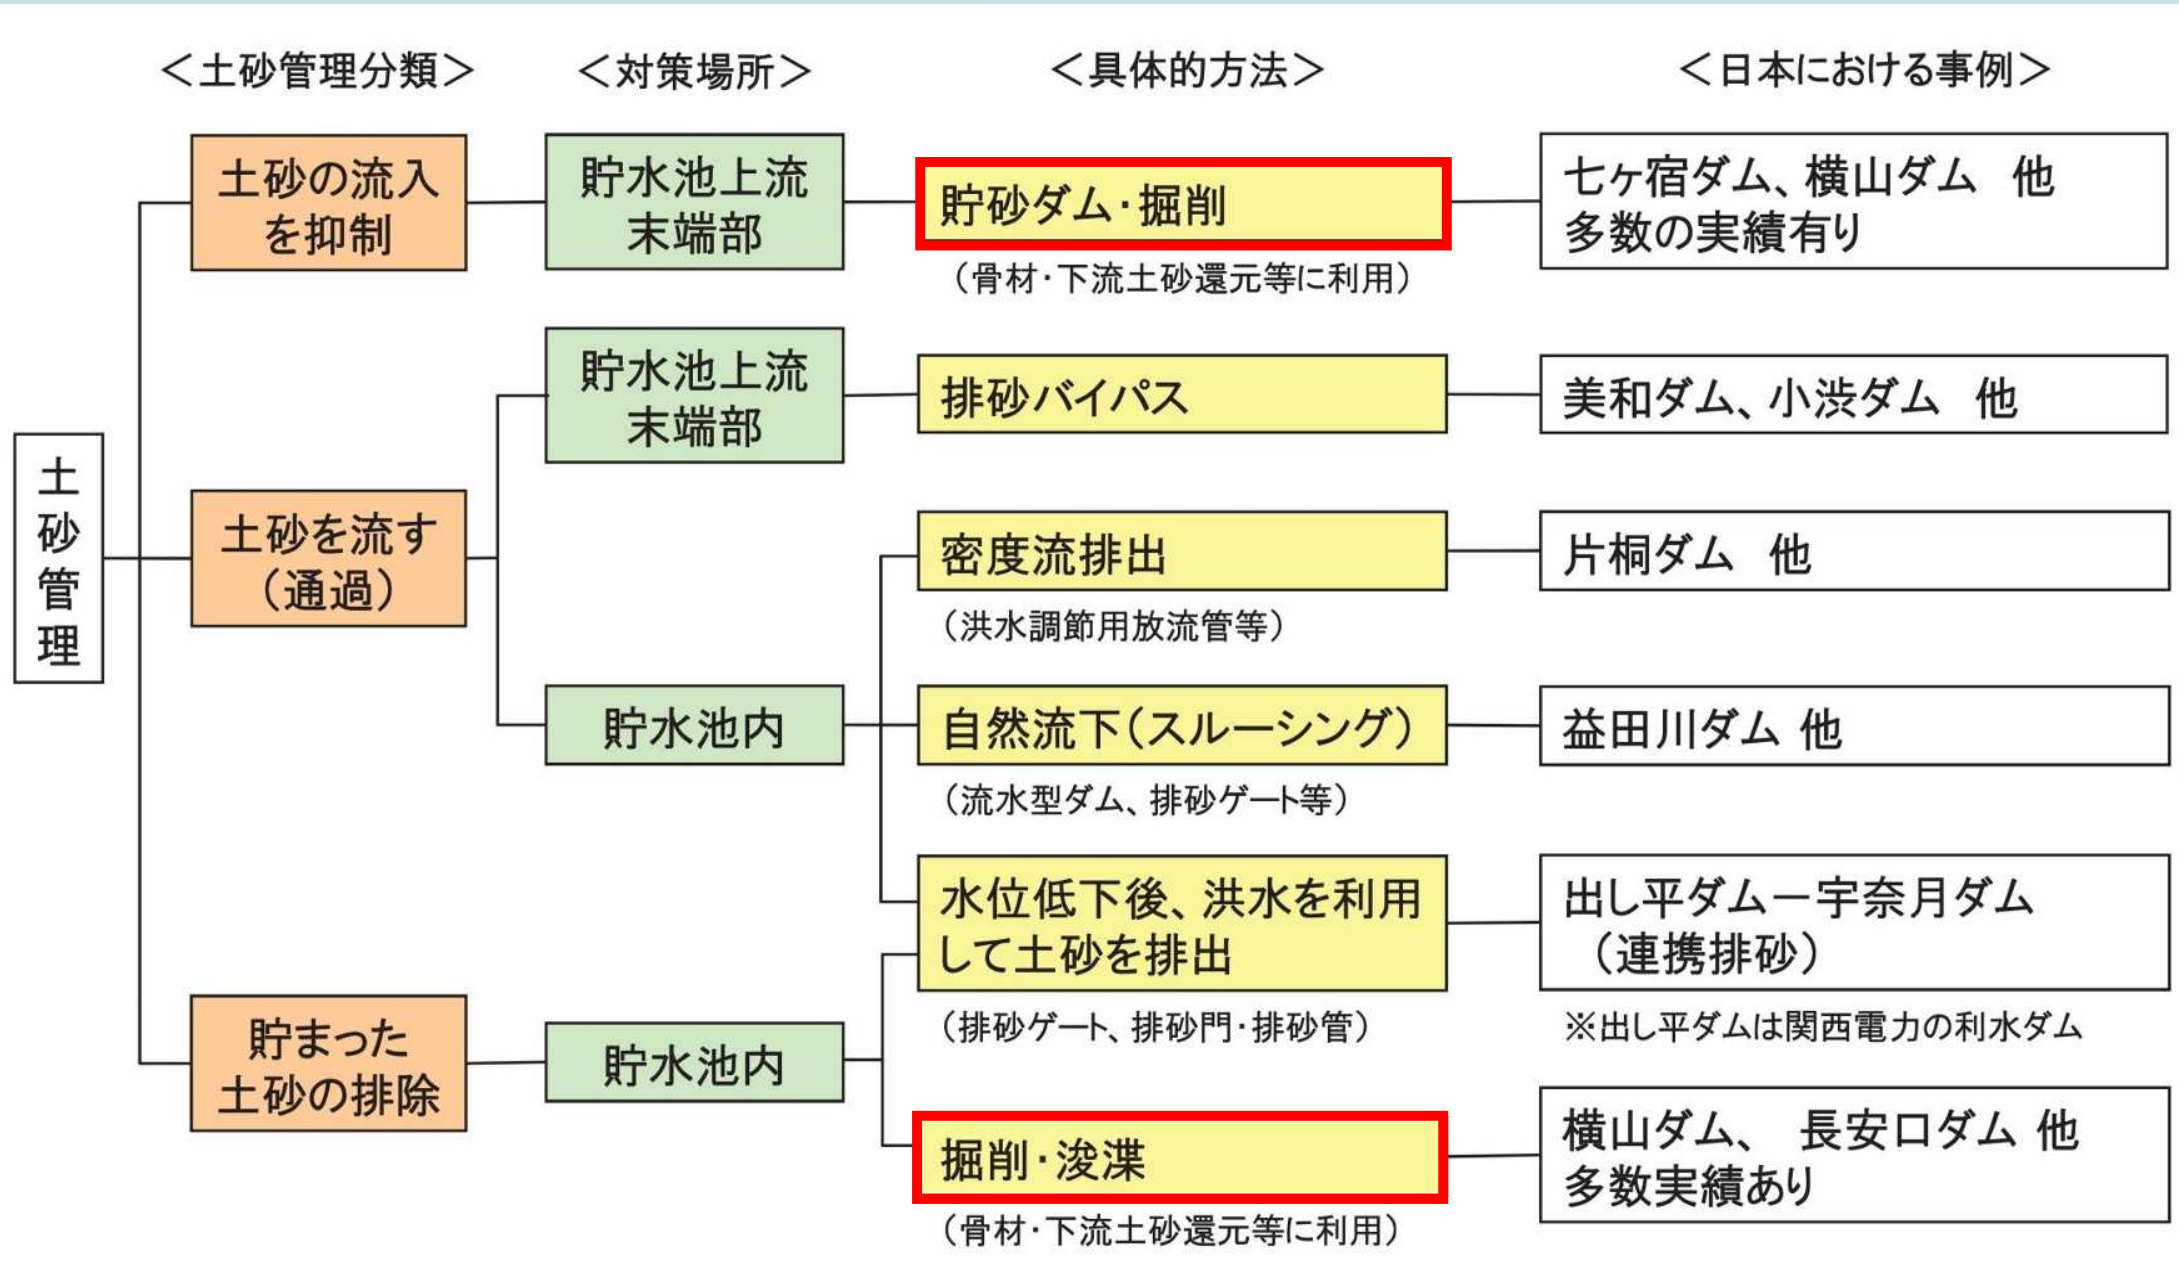 ＜土砂管理分類＞
＜対策場所＞
＜具体的方法＞
＜日本における事例＞
土砂管理
土砂の流入
を抑制
貯水池上流
末端部
貯砂ダム・掘削
（骨材・下流土砂還元等に利用）
七ヶ宿ダム、横山ダム　他
多数の実績有り
土砂を流す
（通過）
貯水池上流
末端部
排砂バイパス
美和ダム、小渋ダム　他
貯水池内
密度流排出
（洪水調節用放流管等）
片桐ダム　他
自然流下（スルーシング）
（流水型ダム、排砂ゲート等）
益田川ダム 他
水位低下後、洪水を利用
して土砂を排出
（排砂ゲート、排砂門・排砂管）
出し平ダム－宇奈月ダム
（連携排砂）
※出し平ダムは関西電力の利水ダム
貯まった
土砂の排除
貯水池内
掘削・浚渫
（骨材・下流土砂還元等に利用）
横山ダム、 長安口ダム 他
多数実績あり